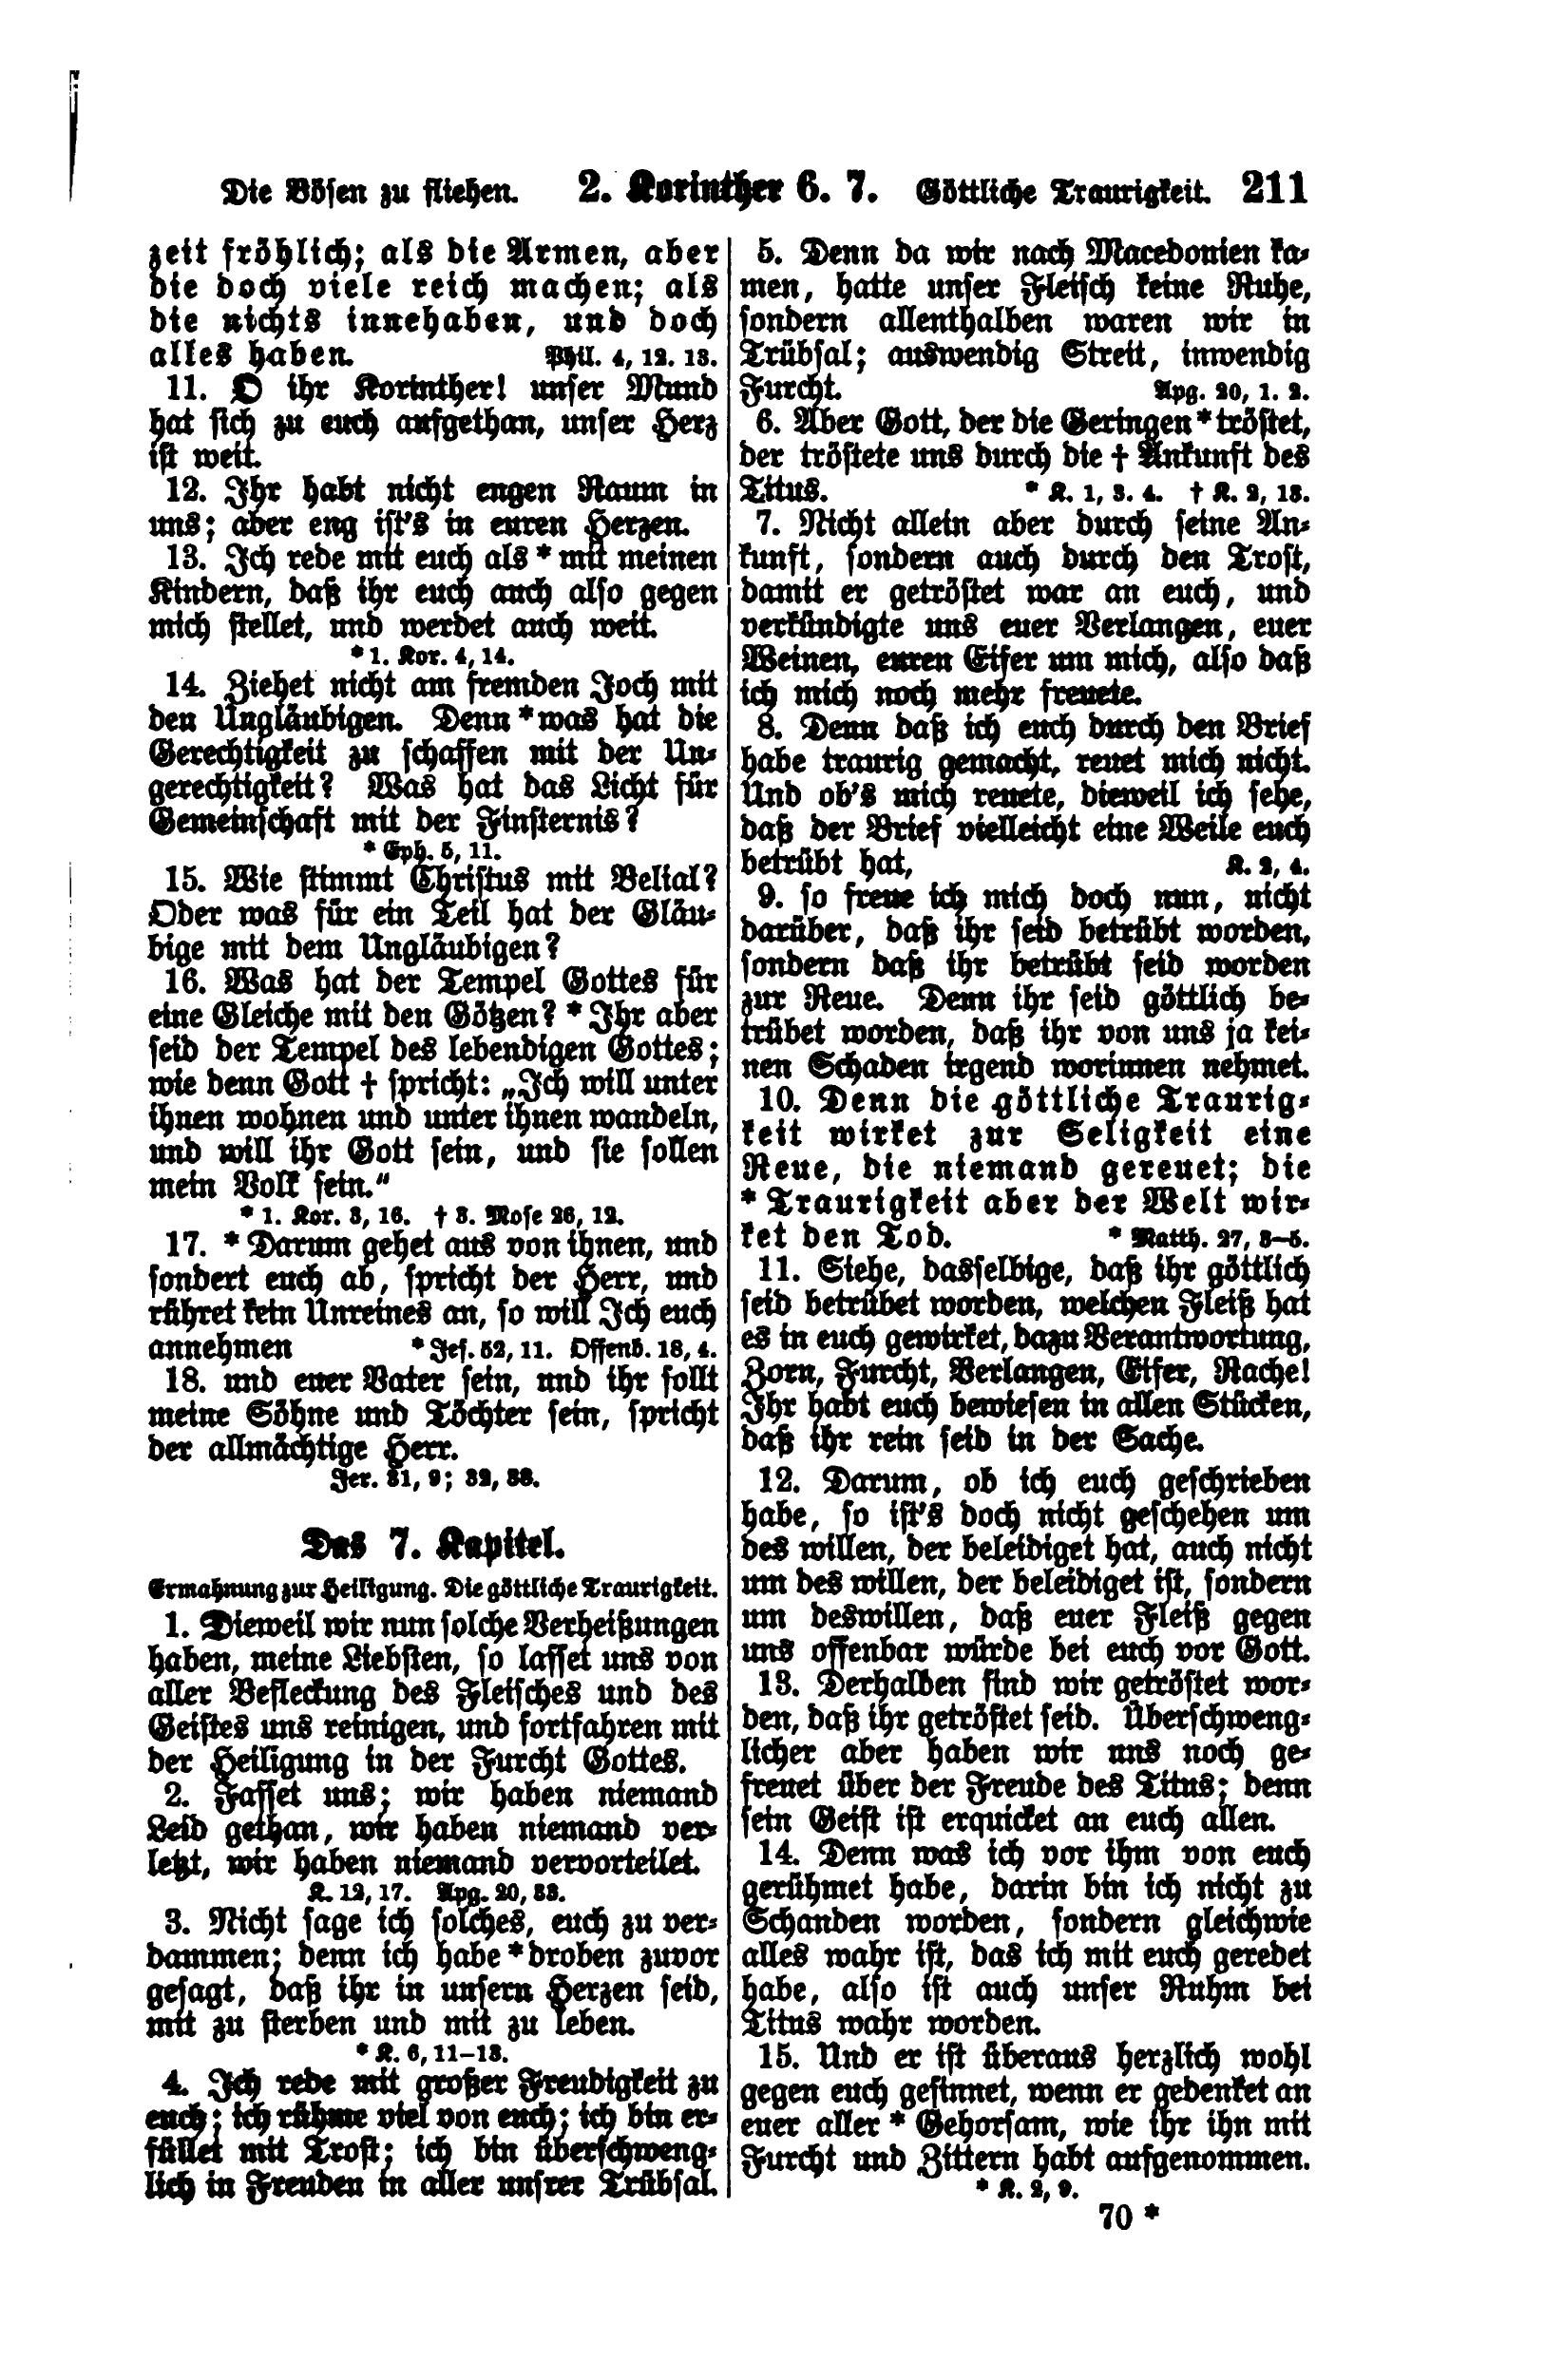 Die Bösen zu fliehen. 2. Korinther 6. 7. Göttliche Traurigkeit. 211
zeit fröhlich; als die Armen, aber
die doch viele reich machen; als
die nichts innehaben, und doch
alles haben. Phil. 4, 12. 13.
11. O ihr Korinther! unser Mund
hat sich zu euch aufgethan, unser Herz
ist weit.
12. Ihr habt nicht engen Raum in
uns; aber eng ist's in euren Herzen.
13. Ich rede mit euch als * mit meinen
Kindern, daß ihr euch auch also gegen
mich stellet, und werdet auch weit.
* 1. Kor. 4, 14.
14. Ziehet nicht am fremden Joch mit
den Ungläubigen. Denn * was hat die
Gerechtigkeit zu schaffen mit der Un-
gerechtigkeit? Was hat das Licht für
Gemeinschaft mit der Finsternis?
* Eph. 5, 11.
15. Wie stimmt Christus mit Belial?
Oder was für ein Teil hat der Gläu-
bige mit dem Ungläubigen?
16. Was hat der Tempel Gottes für
eine Gleiche mit den Götzen? * Ihr aber
seid der Tempel des lebendigen Gottes;
wie denn Gott † spricht: „Ich will unter
ihnen wohnen und unter ihnen wandeln,
und will ihr Gott sein, und sie sollen
mein Volk sein.“
* 1. Kor. 3, 16. † 3. Mose 26, 12.
17. * Darum gehet aus von ihnen, und
sondert euch ab, spricht der Herr, und
rühret kein Unreines an, so will Ich euch
annehmen * Jes. 52, 11. Offenb. 18, 4.
18. und euer Vater sein, und ihr sollt
meine Söhne und Töchter sein, spricht
der allmächtige Herr.
Jer. 31, 9; 32, 38.
Das 7. Kapitel.
Ermahnung zur Heiligung. Die göttliche Traurigkeit.
1. Dieweil wir nun solche Verheißungen
haben, meine Liebsten, so lasset uns von
aller Befleckung des Fleisches und des
Geistes uns reinigen, und fortfahren mit
der Heiligung in der Furcht Gottes.
2. Fasset uns; wir haben niemand
Leid gethan, wir haben niemand ver-
letzt, wir haben niemand vervorteilet.
K. 12, 17. Apg. 20, 33.
3. Nicht sage ich solches, euch zu ver-
dammen; denn ich habe * droben zuvor
gesagt, daß ihr in unsern Herzen seid,
mit zu sterben und mit zu leben.
* K. 6, 11–13.
4. Ich rede mit großer Freudigkeit zu
euch; ich rühme viel von euch; ich bin er-
füllet mit Trost; ich bin überschweng-
lich in Freuden in aller unsrer Trübsal.
5. Denn da wir nach Macedonien ka-
men, hatte unser Fleisch keine Ruhe,
sondern allenthalben waren wir in
Trübsal; auswendig Streit, inwendig
Furcht. Apg. 20, 1. 2.
6. Aber Gott, der die Geringen * tröstet,
der tröstete uns durch die † Ankunft des
Titus. * K. 1, 3. 4. † K. 2, 13.
7. Nicht allein aber durch seine An-
kunft, sondern auch durch den Trost,
damit er getröstet war an euch, und
verkündigte uns euer Verlangen, euer
Weinen, euren Eifer um mich, also daß
ich mich noch mehr freuete.
8. Denn daß ich euch durch den Brief
habe traurig gemacht, reuet mich nicht.
Und ob's mich reuete, dieweil ich sehe,
daß der Brief vielleicht eine Weile euch
betrübt hat, K. 2, 4.
9. so freue ich mich doch nun, nicht
darüber, daß ihr seid betrübt worden,
sondern daß ihr betrübt seid worden
zur Reue. Denn ihr seid göttlich be-
trübet worden, daß ihr von uns ja kei-
nen Schaden irgend worinnen nehmet.
10. Denn die göttliche Traurig-
keit wirket zur Seligkeit eine
Reue, die niemand gereuet; die
* Traurigkeit aber der Welt wir-
ket den Tod. * Matth. 27, 3–5.
11. Siehe, dasselbige, daß ihr göttlich
seid betrübet worden, welchen Fleiß hat
es in euch gewirket, dazu Verantwortung,
Zorn, Furcht, Verlangen, Eifer, Rache!
Ihr habt euch bewiesen in allen Stücken,
daß ihr rein seid in der Sache.
12. Darum, ob ich euch geschrieben
habe, so ist's doch nicht geschehen um
des willen, der beleidiget hat, auch nicht
um des willen, der beleidiget ist, sondern
um deswillen, daß euer Fleiß gegen
uns offenbar würde bei euch vor Gott.
13. Derhalben sind wir getröstet wor-
den, daß ihr getröstet seid. Überschweng-
licher aber haben wir uns noch ge-
freuet über der Freude des Titus; denn
sein Geist ist erquicket an euch allen.
14. Denn was ich vor ihm von euch
gerühmet habe, darin bin ich nicht zu
Schanden worden, sondern gleichwie
alles wahr ist, das ich mit euch geredet
habe, also ist auch unser Ruhm bei
Titus wahr worden.
15. Und er ist überaus herzlich wohl
gegen euch gesinnet, wenn er gedenket an
euer aller * Gehorsam, wie ihr ihn mit
Furcht und Zittern habt aufgenommen.
* K. 2, 9.
70 *